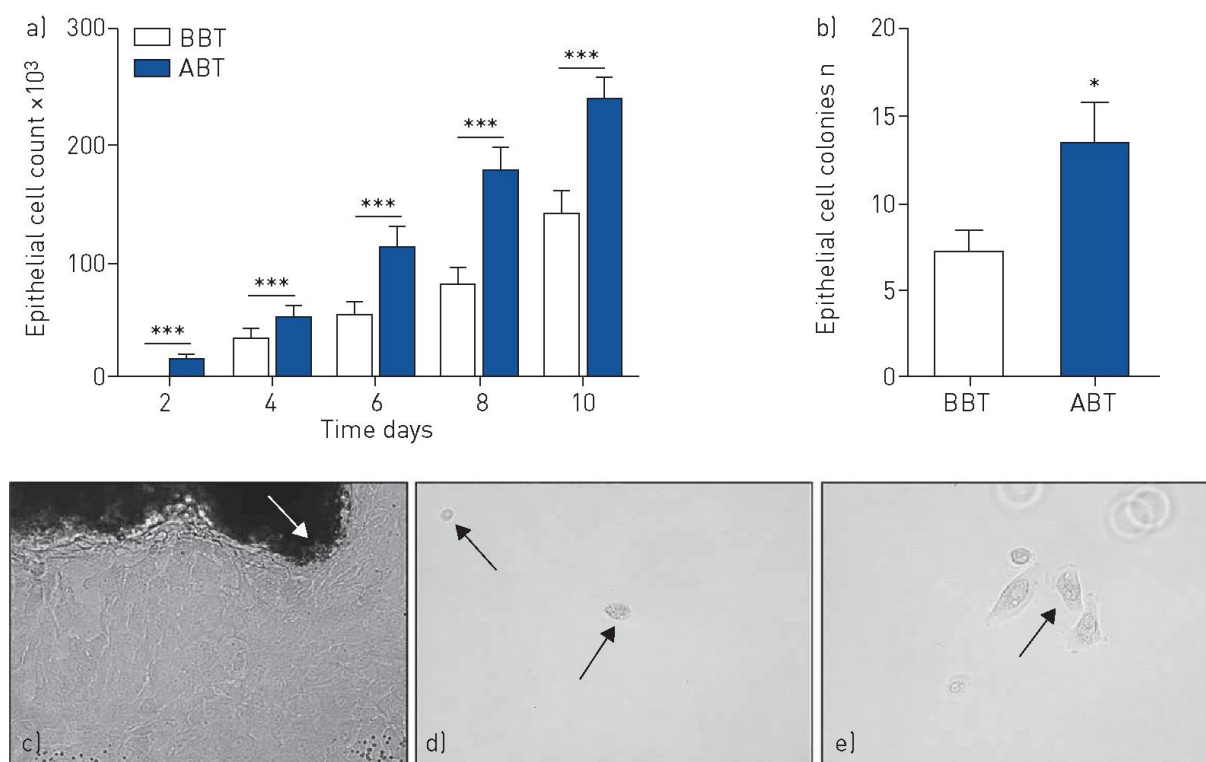 a)
BBT
ABT
Epithelial cell count ×10³
300
200
100
0
***
***
***
***
***
2
4
6
8
10
Time days
b)
Epithelial cell colonies n
20
15
10
5
0
*
BBT
ABT
c)
d)
e)